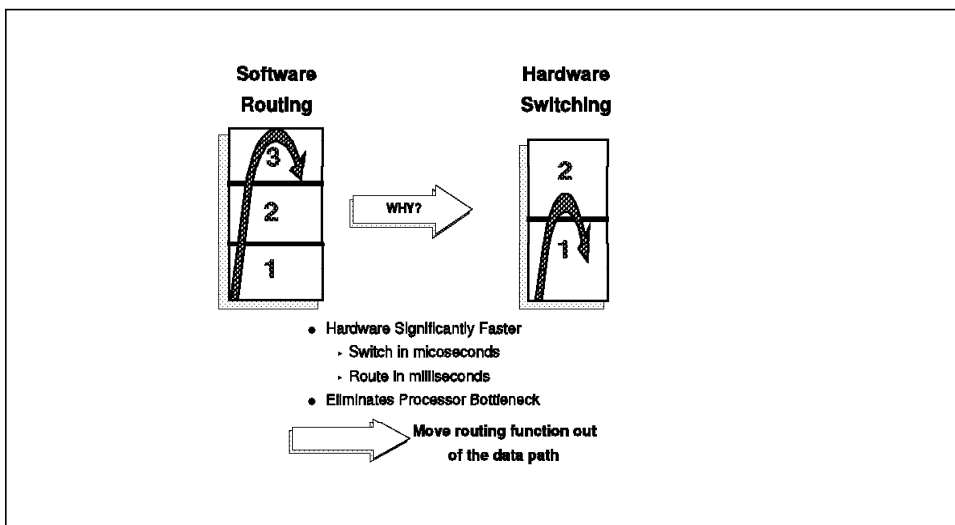 Software
Routing
Hardware
Switching
3
2
1
WHY?
2
1
● Hardware Significantly Faster
▸ Switch in micoseconds
▸ Route in milliseconds
● Eliminates Processor Bottleneck
Move routing function out
of the data path